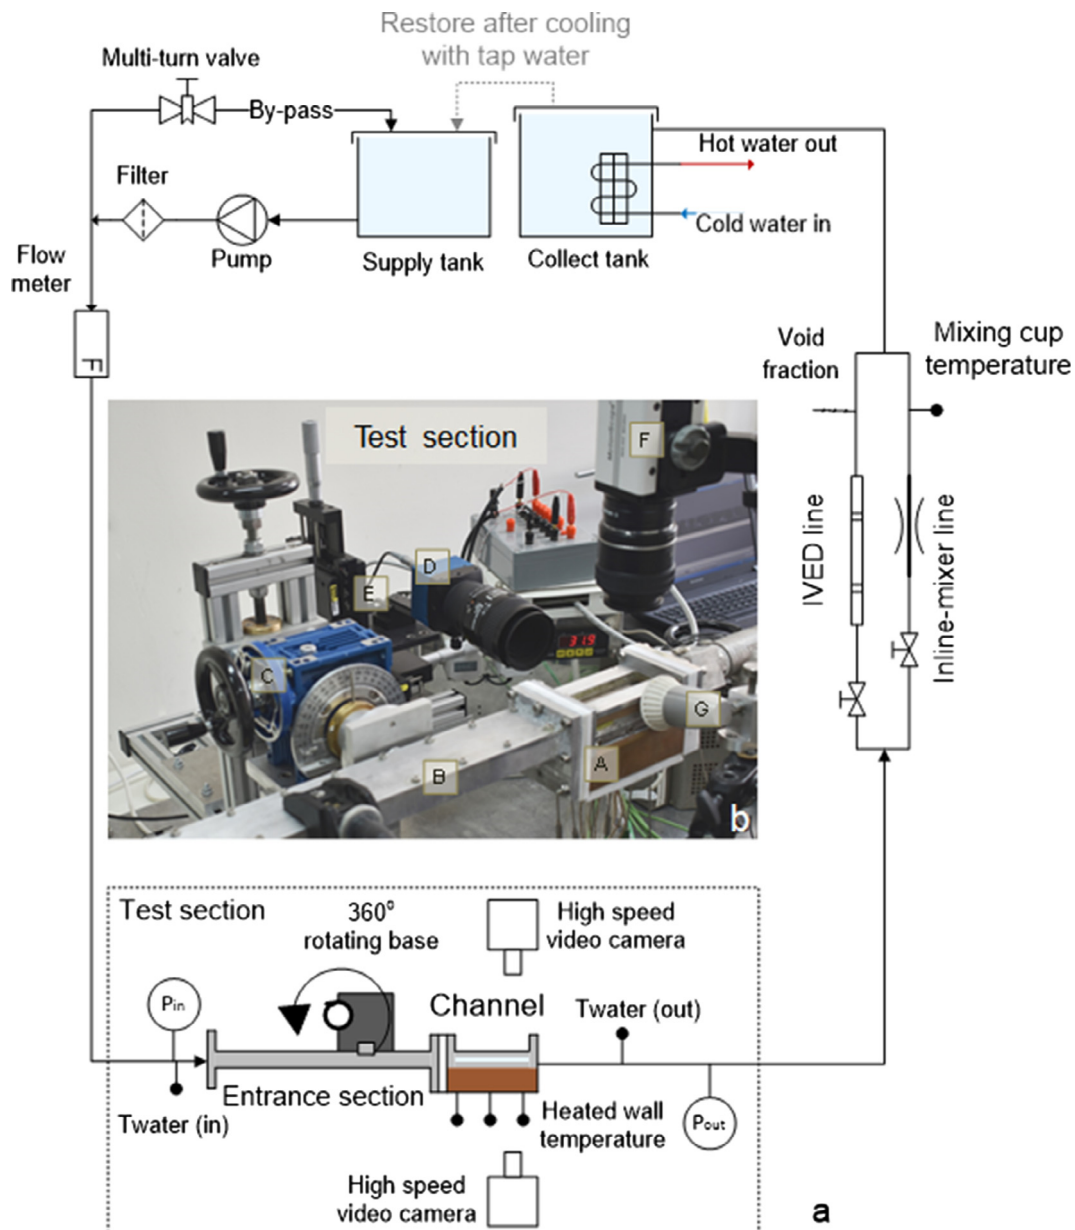 Restore after cooling
with tap water
Multi-turn valve
By-pass
Hot water out
Filter
Cold water in
Pump
Supply tank
Collect tank
Flow
meter
F
Void
fraction
Mixing cup
temperature
IVED line
Inline-mixer line
Test section
F
D
E
319
C
G
A
B
b
Test section
360⁰
rotating base
High speed
video camera
Pin
Channel
Twater (out)
Entrance section
Twater (in)
Heated wall
temperature
Pout
High speed
video camera
a